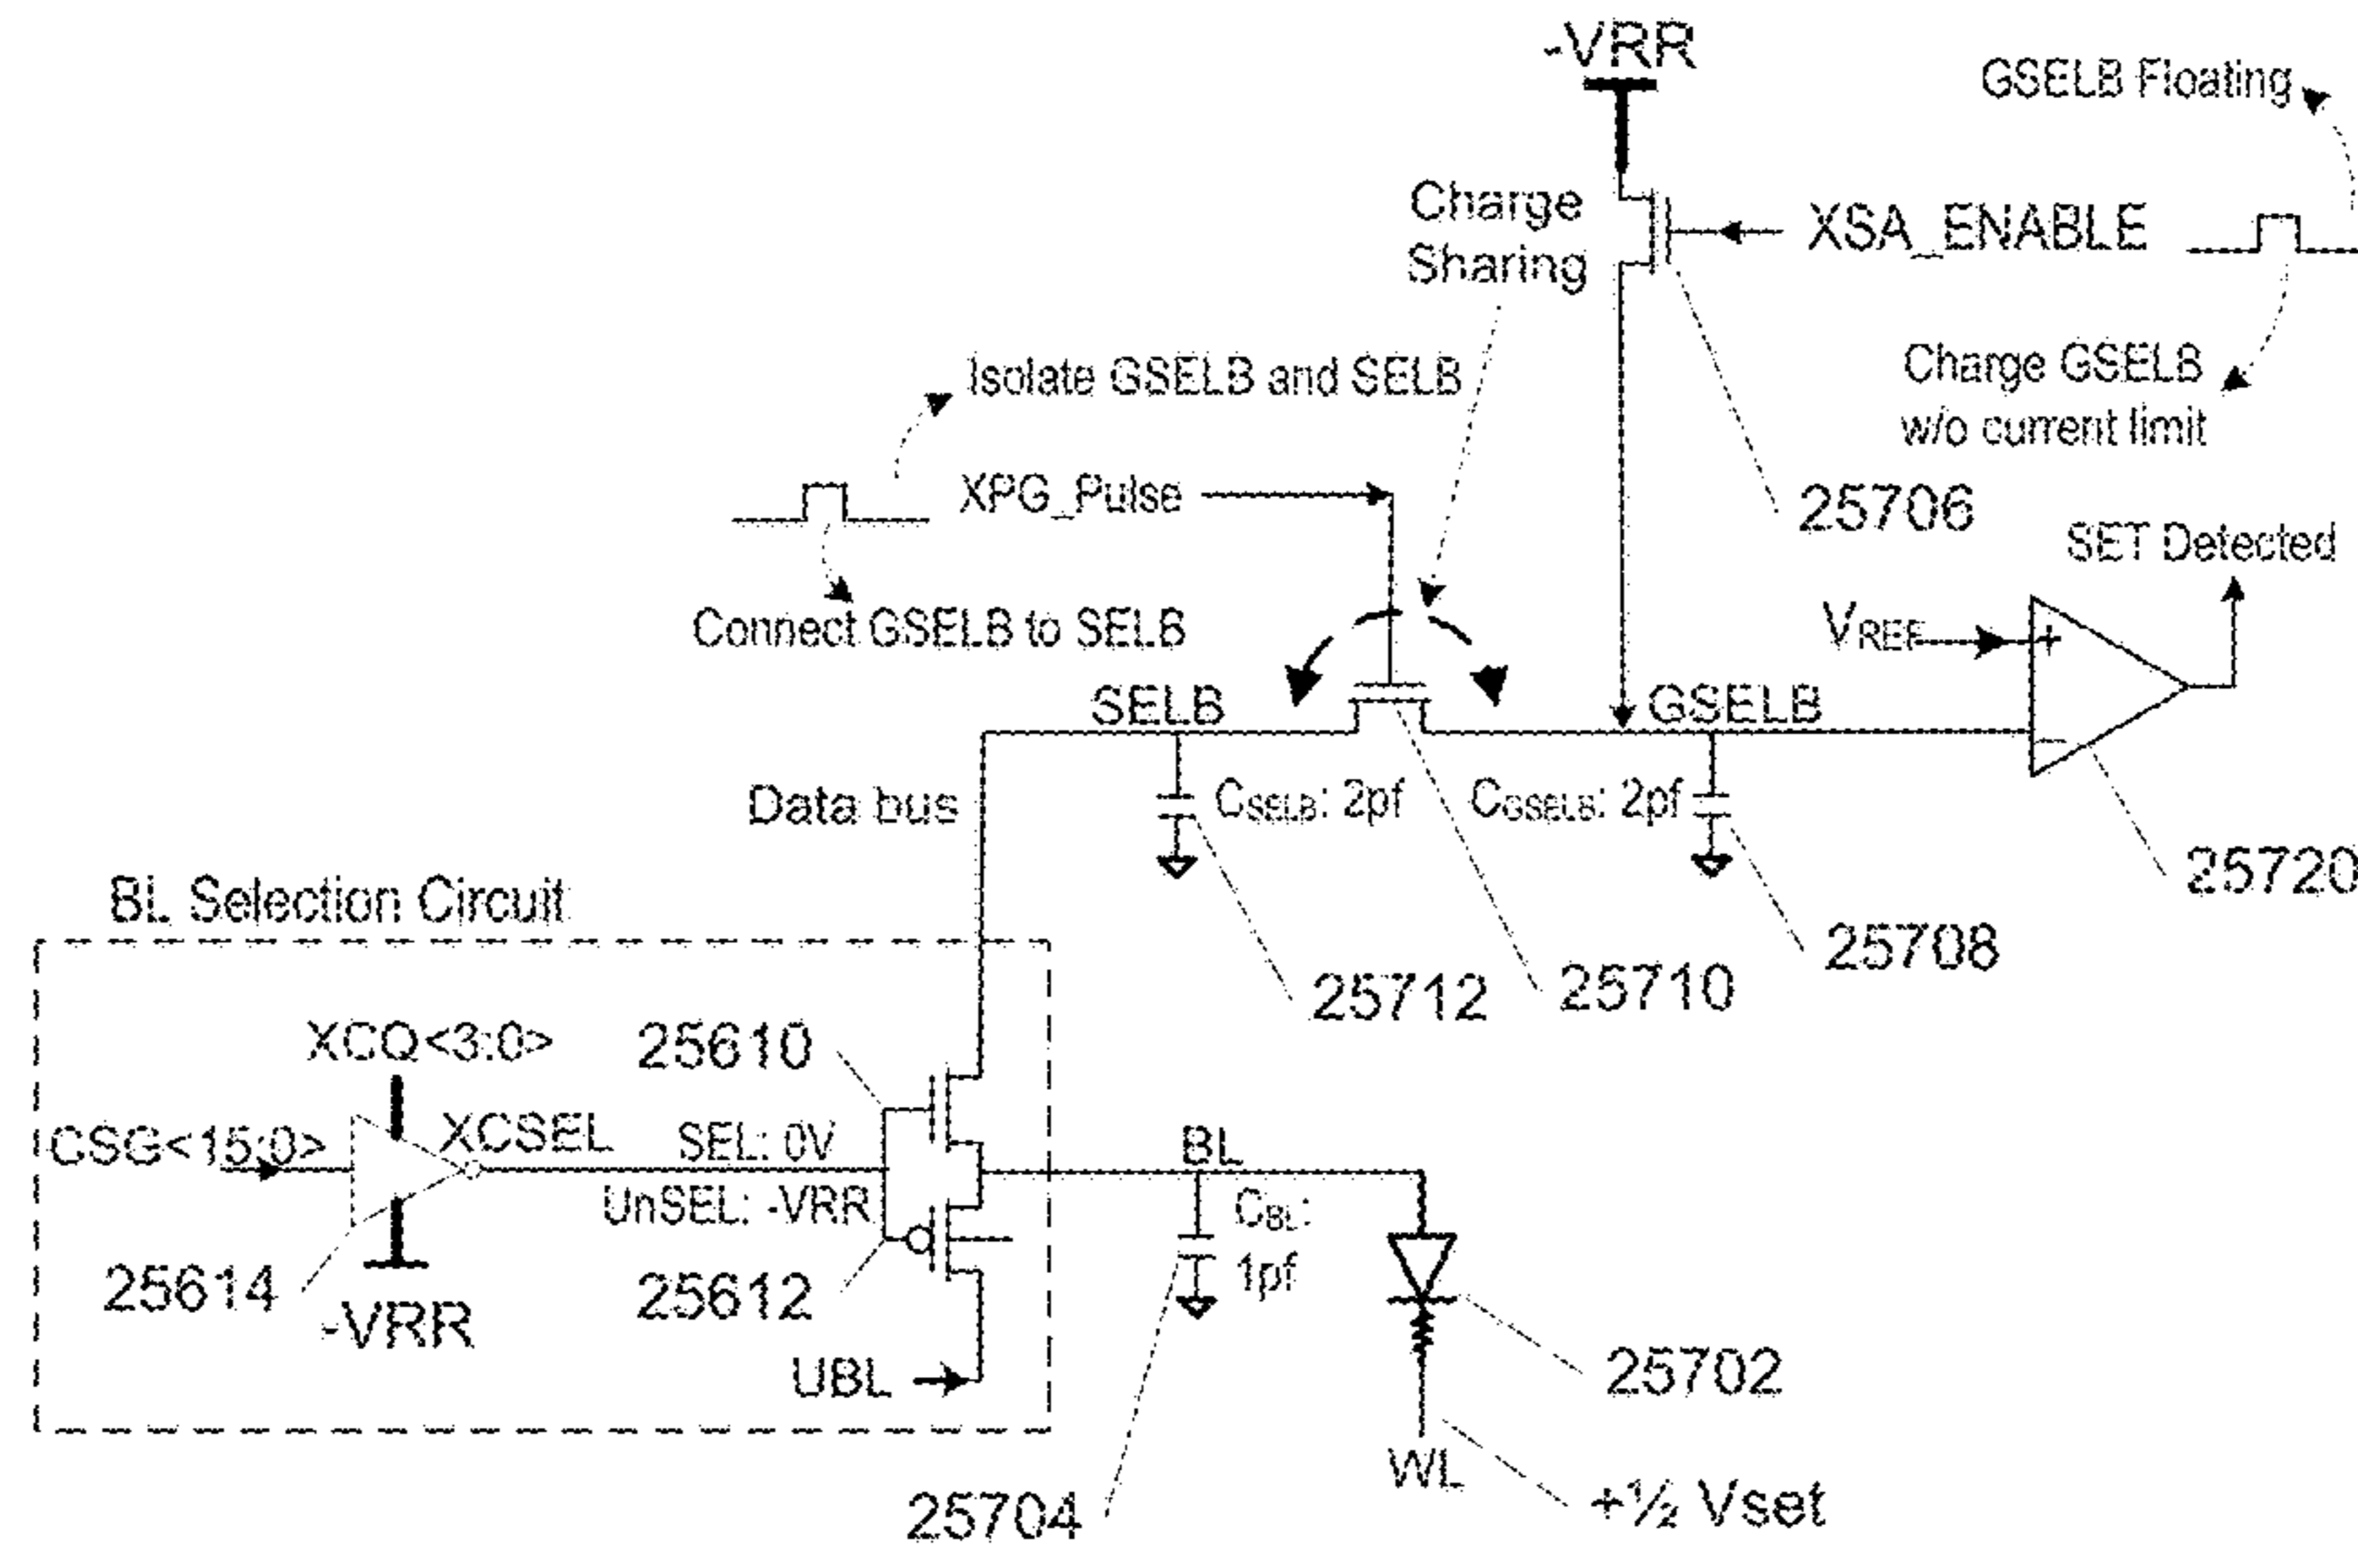 -VRR
GSELB Floating
Charge
Sharing
XSA_ENABLE
Isolate GSELB and SELB
Charge GSELB
w/o current limit
XPG_Pulse
25706
SET Detected
Connect GSELB to SELB
VREF
+
SELB
GSELB
−
Data bus
CSSELB: 2pf
CGSELB: 2pf
25720
BL Selection Circuit
25708
25712
25710
XCQ<3:0>
25610
CSG<15:0>
XCSEL
SEL: 0V
BL
UnSEL: -VRR
CBL:
1pf
25614
25612
-VRR
UBL
25702
WL
25704
+½ Vset